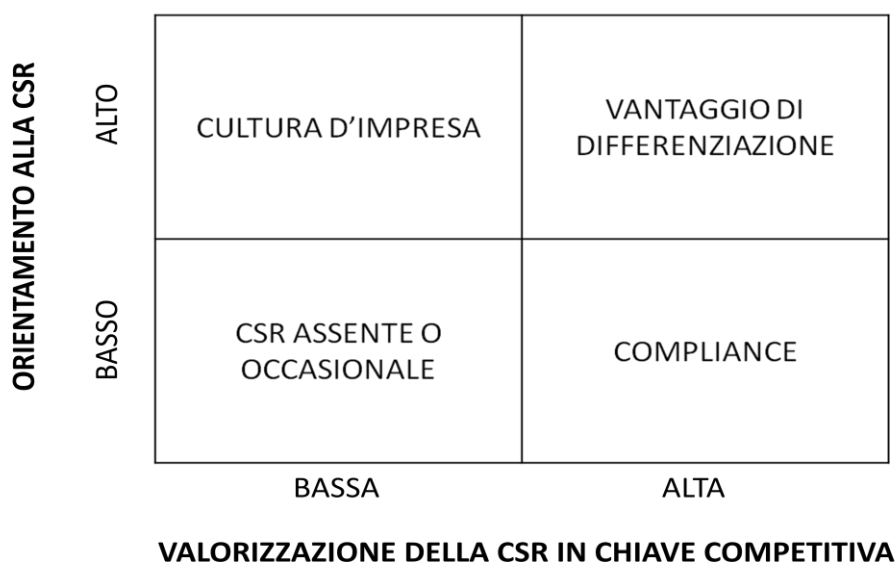 ORIENTAMENTO ALLA CSR
ALTO
CULTURA D'IMPRESA
VANTAGGIO DI
DIFFERENZIAZIONE
BASSO
CSR ASSENTE O
OCCASIONALE
COMPLIANCE
BASSA
ALTA
VALORIZZAZIONE DELLA CSR IN CHIAVE COMPETITIVA